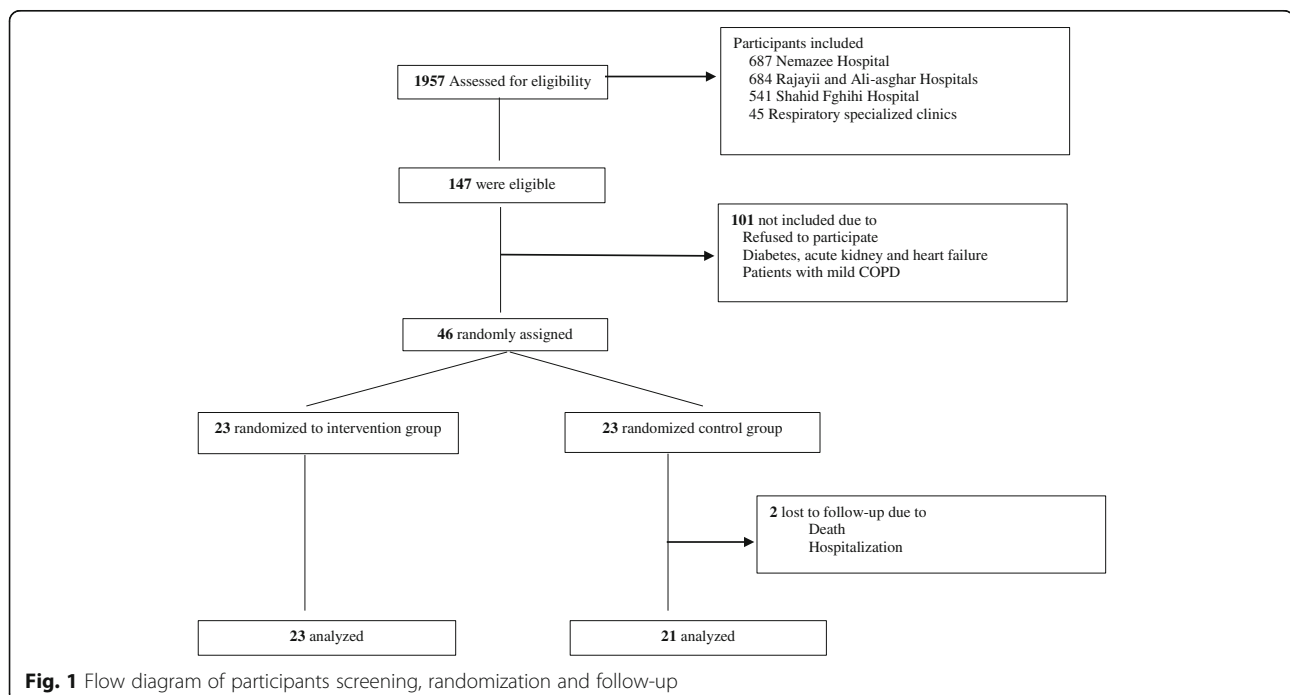 1957 Assessed for eligibility
Participants included
687 Nemazee Hospital
684 Rajayii and Ali-asghar Hospitals
541 Shahid Fghihi Hospital
45 Respiratory specialized clinics
147 were eligible
101 not included due to
Refused to participate
Diabetes, acute kidney and heart failure
Patients with mild COPD
46 randomly assigned
23 randomized to intervention group
23 randomized control group
2 lost to follow-up due to
Death
Hospitalization
23 analyzed
21 analyzed
Fig. 1 Flow diagram of participants screening, randomization and follow-up